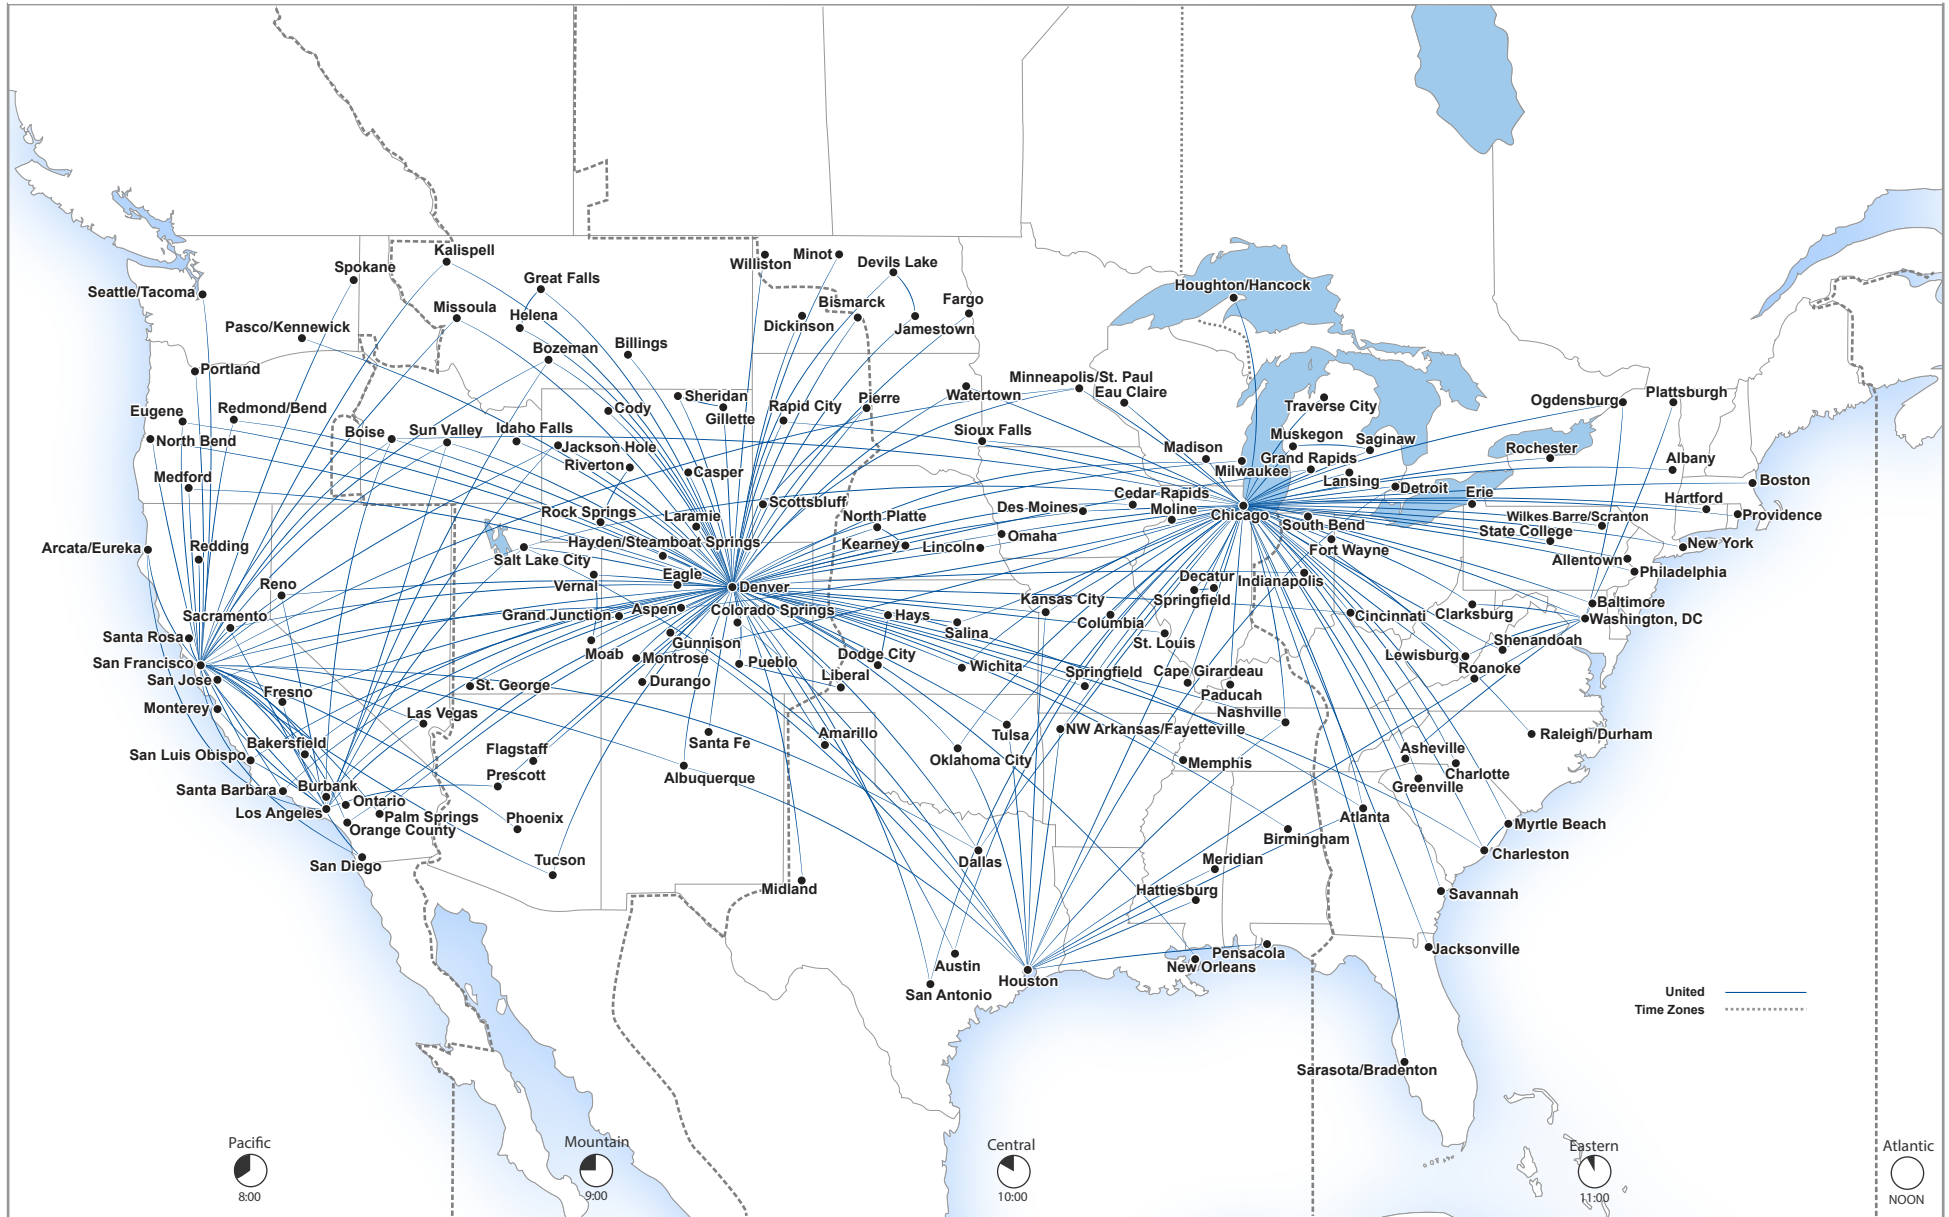 Kalispell
Minot
Williston
Devils Lake
Spokane
Great Falls
Houghton/Hancock
Seattle/Tacoma
Missoula
Bismarck
Fargo
Helena
Dickinson
Jamestown
Pasco/Kennewick
Billings
Bozeman
Portland
Minneapolis/St. Paul
Eau Claire
Watertown
Sheridan
Pierre
Rapid City
Cody
Gillette
Traverse City
Ogdensburg
Plattsburgh
Eugene
Redmond/Bend
North Bend
Boise
Sun Valley
Idaho Falls
Jackson Hole
Sioux Falls
Muskegon
Saginaw
Madison
Rochester
Riverton
Casper
Milwaukee
Grand Rapids
Albany
Medford
Lansing
Detroit
Erie
Boston
Cedar Rapids
Scottsbluff
Des Moines
Moline
Chicago
Hartford
Providence
Rock Springs
Laramie
North Platte
South Bend
Wilkes Barre/Scranton
State College
Arcata/Eureka
Redding
Hayden/Steamboat Springs
Kearney
Lincoln
Omaha
Fort Wayne
New York
Salt Lake City
Allentown
Philadelphia
Reno
Vernal
Eagle
Denver
Decatur
Indianapolis
Springfield
Kansas City
Baltimore
Sacramento
Grand Junction
Aspen
Colorado Springs
Hays
Columbia
Cincinnati
Clarksburg
Washington, DC
Santa Rosa
Salina
St. Louis
Shenandoah
Gunnison
San Francisco
Moab
Montrose
Pueblo
Dodge City
Wichita
Lewisburg
Roanoke
San Jose
St. George
Durango
Liberal
Springfield
Cape Girardeau
Paducah
Fresno
Monterey
Las Vegas
Nashville
Santa Fe
Amarillo
Tulsa
NW Arkansas/Fayetteville
Raleigh/Durham
Bakersfield
San Luis Obispo
Flagstaff
Asheville
Oklahoma City
Memphis
Charlotte
Prescott
Albuquerque
Greenville
Santa Barbara
Burbank
Ontario
Los Angeles
Palm Springs
Orange County
Phoenix
Atlanta
Myrtle Beach
Birmingham
San Diego
Tucson
Dallas
Meridian
Charleston
Midland
Hattiesburg
Savannah
Pensacola
Jacksonville
Austin
New Orleans
Houston
San Antonio
United
Time Zones
Sarasota/Bradenton
Pacific
8:00
Mountain
9:00
Central
10:00
Eastern
11:00
Atlantic
NOON